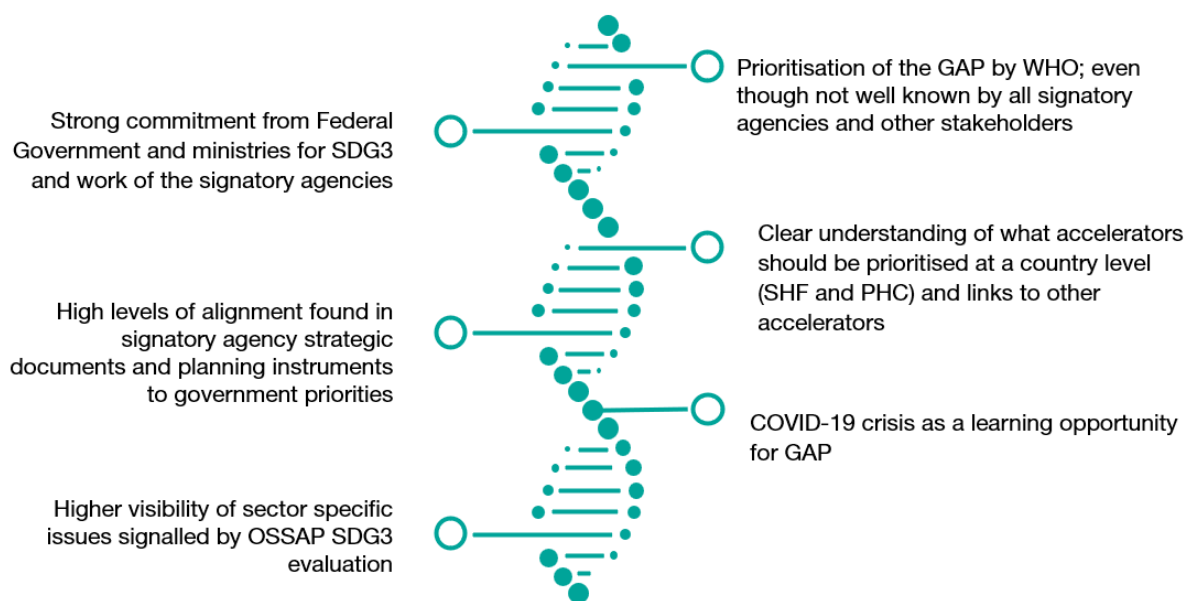 Prioritisation of the GAP by WHO; even
though not well known by all signatory
agencies and other stakeholders
Strong commitment from Federal
Government and ministries for SDG3
and work of the signatory agencies
Clear understanding of what accelerators
should be prioritised at a country level
(SHF and PHC) and links to other
accelerators
High levels of alignment found in
signatory agency strategic
documents and planning instruments
to government priorities
COVID-19 crisis as a learning opportunity
for GAP
Higher visibility of sector specific
issues signalled by OSSAP SDG3
evaluation